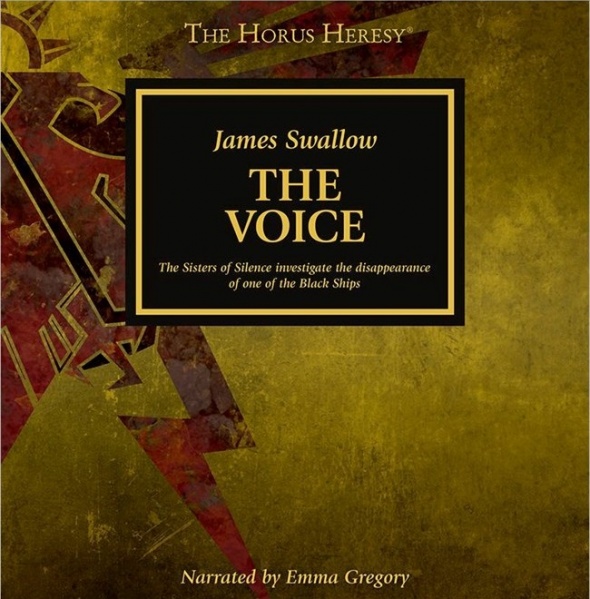 The Horus Heresy®
James Swallow
THE
VOICE
The Sisters of Silence investigate the disappearance
of one of the Black Ships
Narrated by Emma Gregory